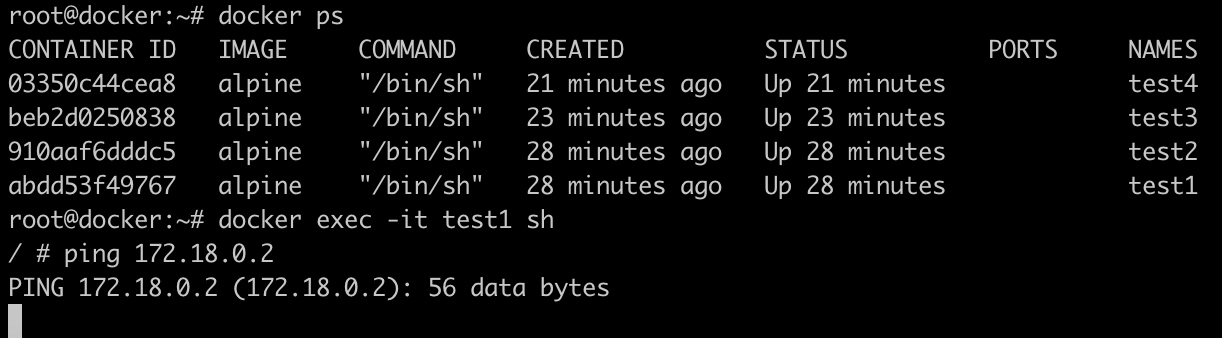 root@docker:~# docker ps
CONTAINER ID   IMAGE    COMMAND     CREATED          STATUS          PORTS     NAMES
03350c44cea8   alpine    "/bin/sh"   21 minutes ago   Up 21 minutes             test4
beb2d0250838   alpine    "/bin/sh"   23 minutes ago   Up 23 minutes             test3
910aaf6dddc5   alpine    "/bin/sh"   28 minutes ago   Up 28 minutes             test2
abdd53f49767   alpine    "/bin/sh"   28 minutes ago   Up 28 minutes             test1
root@docker:~# docker exec -it test1 sh
/ # ping 172.18.0.2
PING 172.18.0.2 (172.18.0.2): 56 data bytes